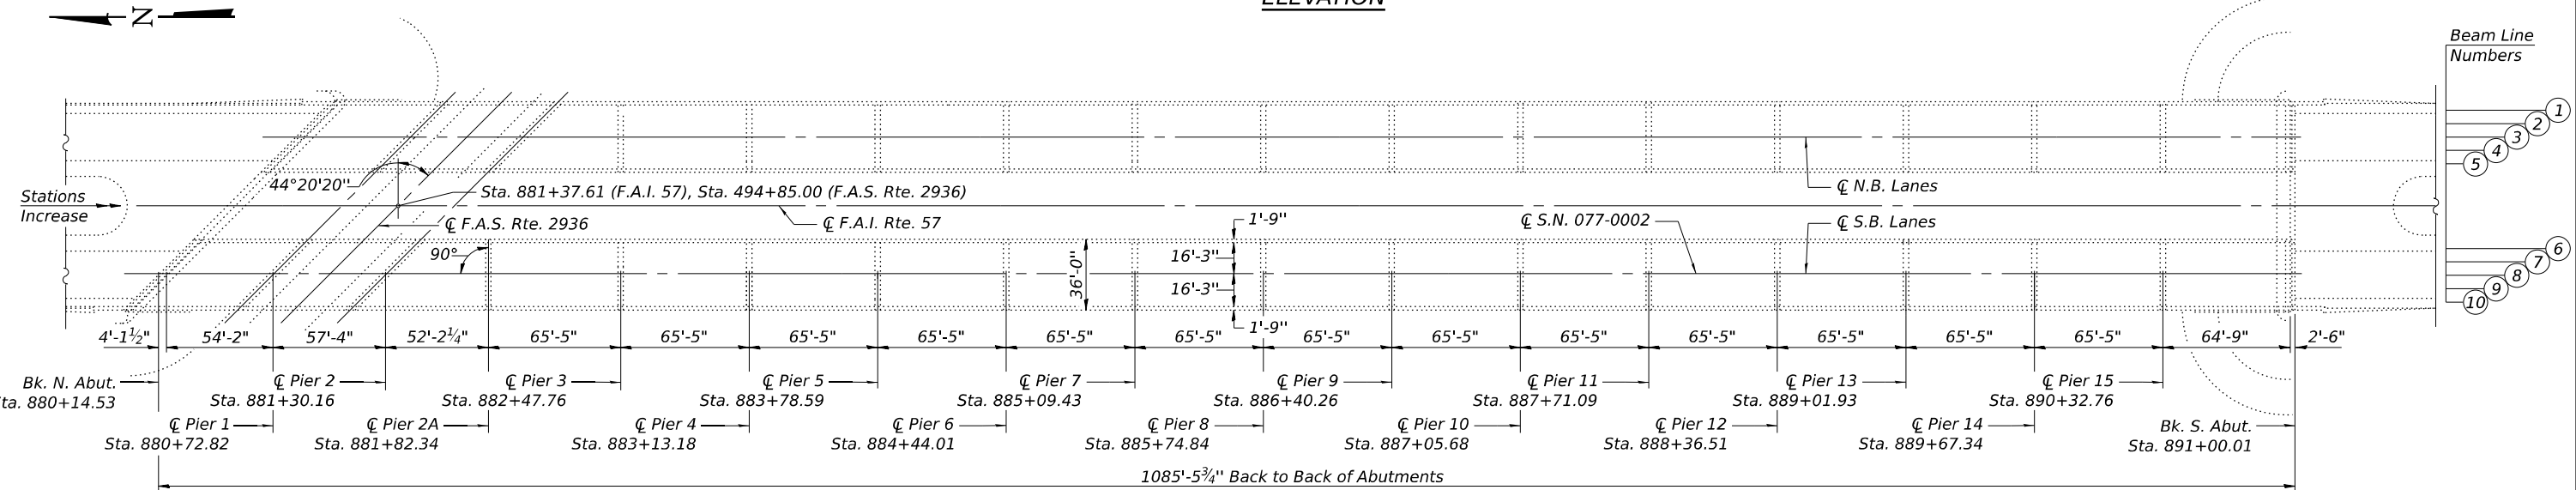 ELEVATION
N
Beam Line
Numbers
1
2
3
4
5
44°20'20"
Stations
Increase
Sta. 881+37.61 (F.A.I. 57), Sta. 494+85.00 (F.A.S. Rte. 2936)
℄ N.B. Lanes
℄ F.A.S. Rte. 2936
℄ F.A.I. Rte. 57
1'-9"
℄ S.N. 077-0002
℄ S.B. Lanes
90°
36'-0"
16'-3"
16'-3"
1'-9"
6
7
8
9
10
4'-1½" 54'-2" 57'-4" 52'-2¼" 65'-5" 65'-5" 65'-5" 65'-5" 65'-5" 65'-5" 65'-5" 65'-5" 65'-5" 65'-5" 65'-5" 65'-5" 65'-5" 64'-9" 2'-6"
Bk. N. Abut.
Sta. 880+14.53
℄ Pier 2
Sta. 881+30.16
℄ Pier 3
Sta. 882+47.76
℄ Pier 5
Sta. 883+78.59
℄ Pier 7
Sta. 885+09.43
℄ Pier 9
Sta. 886+40.26
℄ Pier 11
Sta. 887+71.09
℄ Pier 13
Sta. 889+01.93
℄ Pier 15
Sta. 890+32.76
℄ Pier 1
Sta. 880+72.82
℄ Pier 2A
Sta. 881+82.34
℄ Pier 4
Sta. 883+13.18
℄ Pier 6
Sta. 884+44.01
℄ Pier 8
Sta. 885+74.84
℄ Pier 10
Sta. 887+05.68
℄ Pier 12
Sta. 888+36.51
℄ Pier 14
Sta. 889+67.34
Bk. S. Abut.
Sta. 891+00.01
1085'-5¾" Back to Back of Abutments